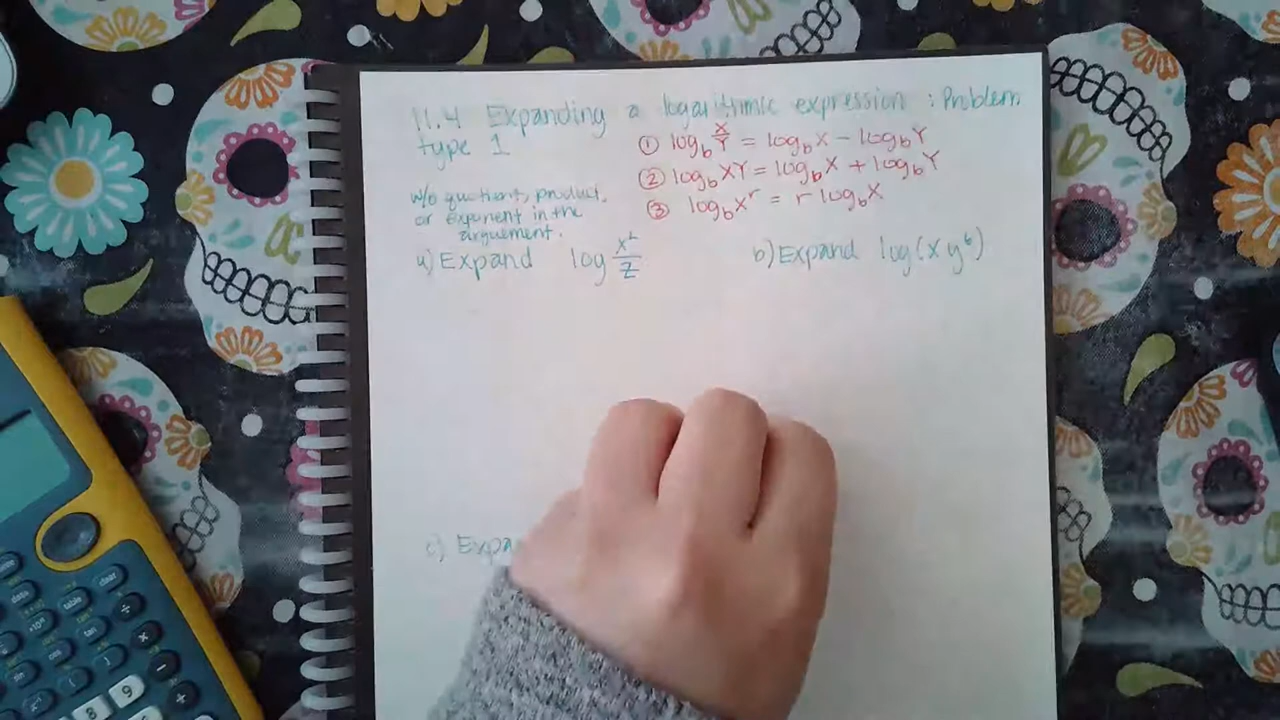 11.4 Expanding a logarithmic expression : Problem
type 1
① log_b X/Y = log_b X − log_b Y
② log_b XY = log_b X + log_b Y
③ log_b X^r = r log_b X
w/o quotient, product,
or exponent in the
arguement.
a) Expand log x²/z
b) Expand log(xy⁶)
c) Expa